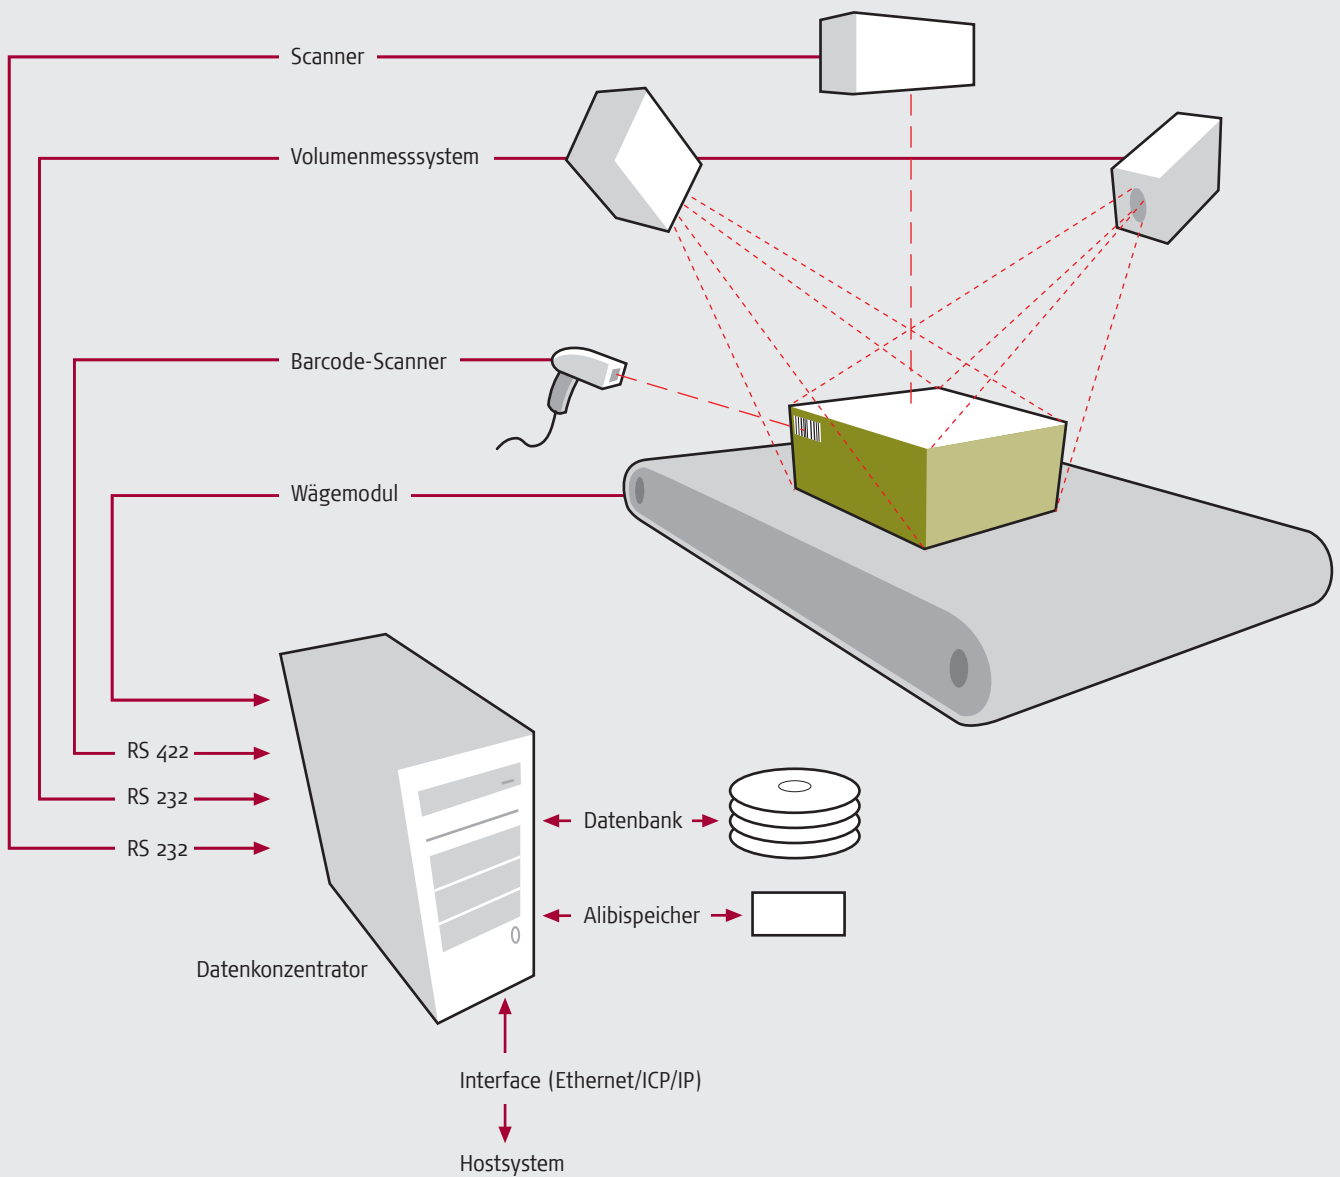 Scanner
Volumenmesssystem
Barcode-Scanner
Wägemodul
RS 422
RS 232
RS 232
Datenbank
Alibispeicher
Datenkonzentrator
Interface (Ethernet/ICP/IP)
Hostsystem